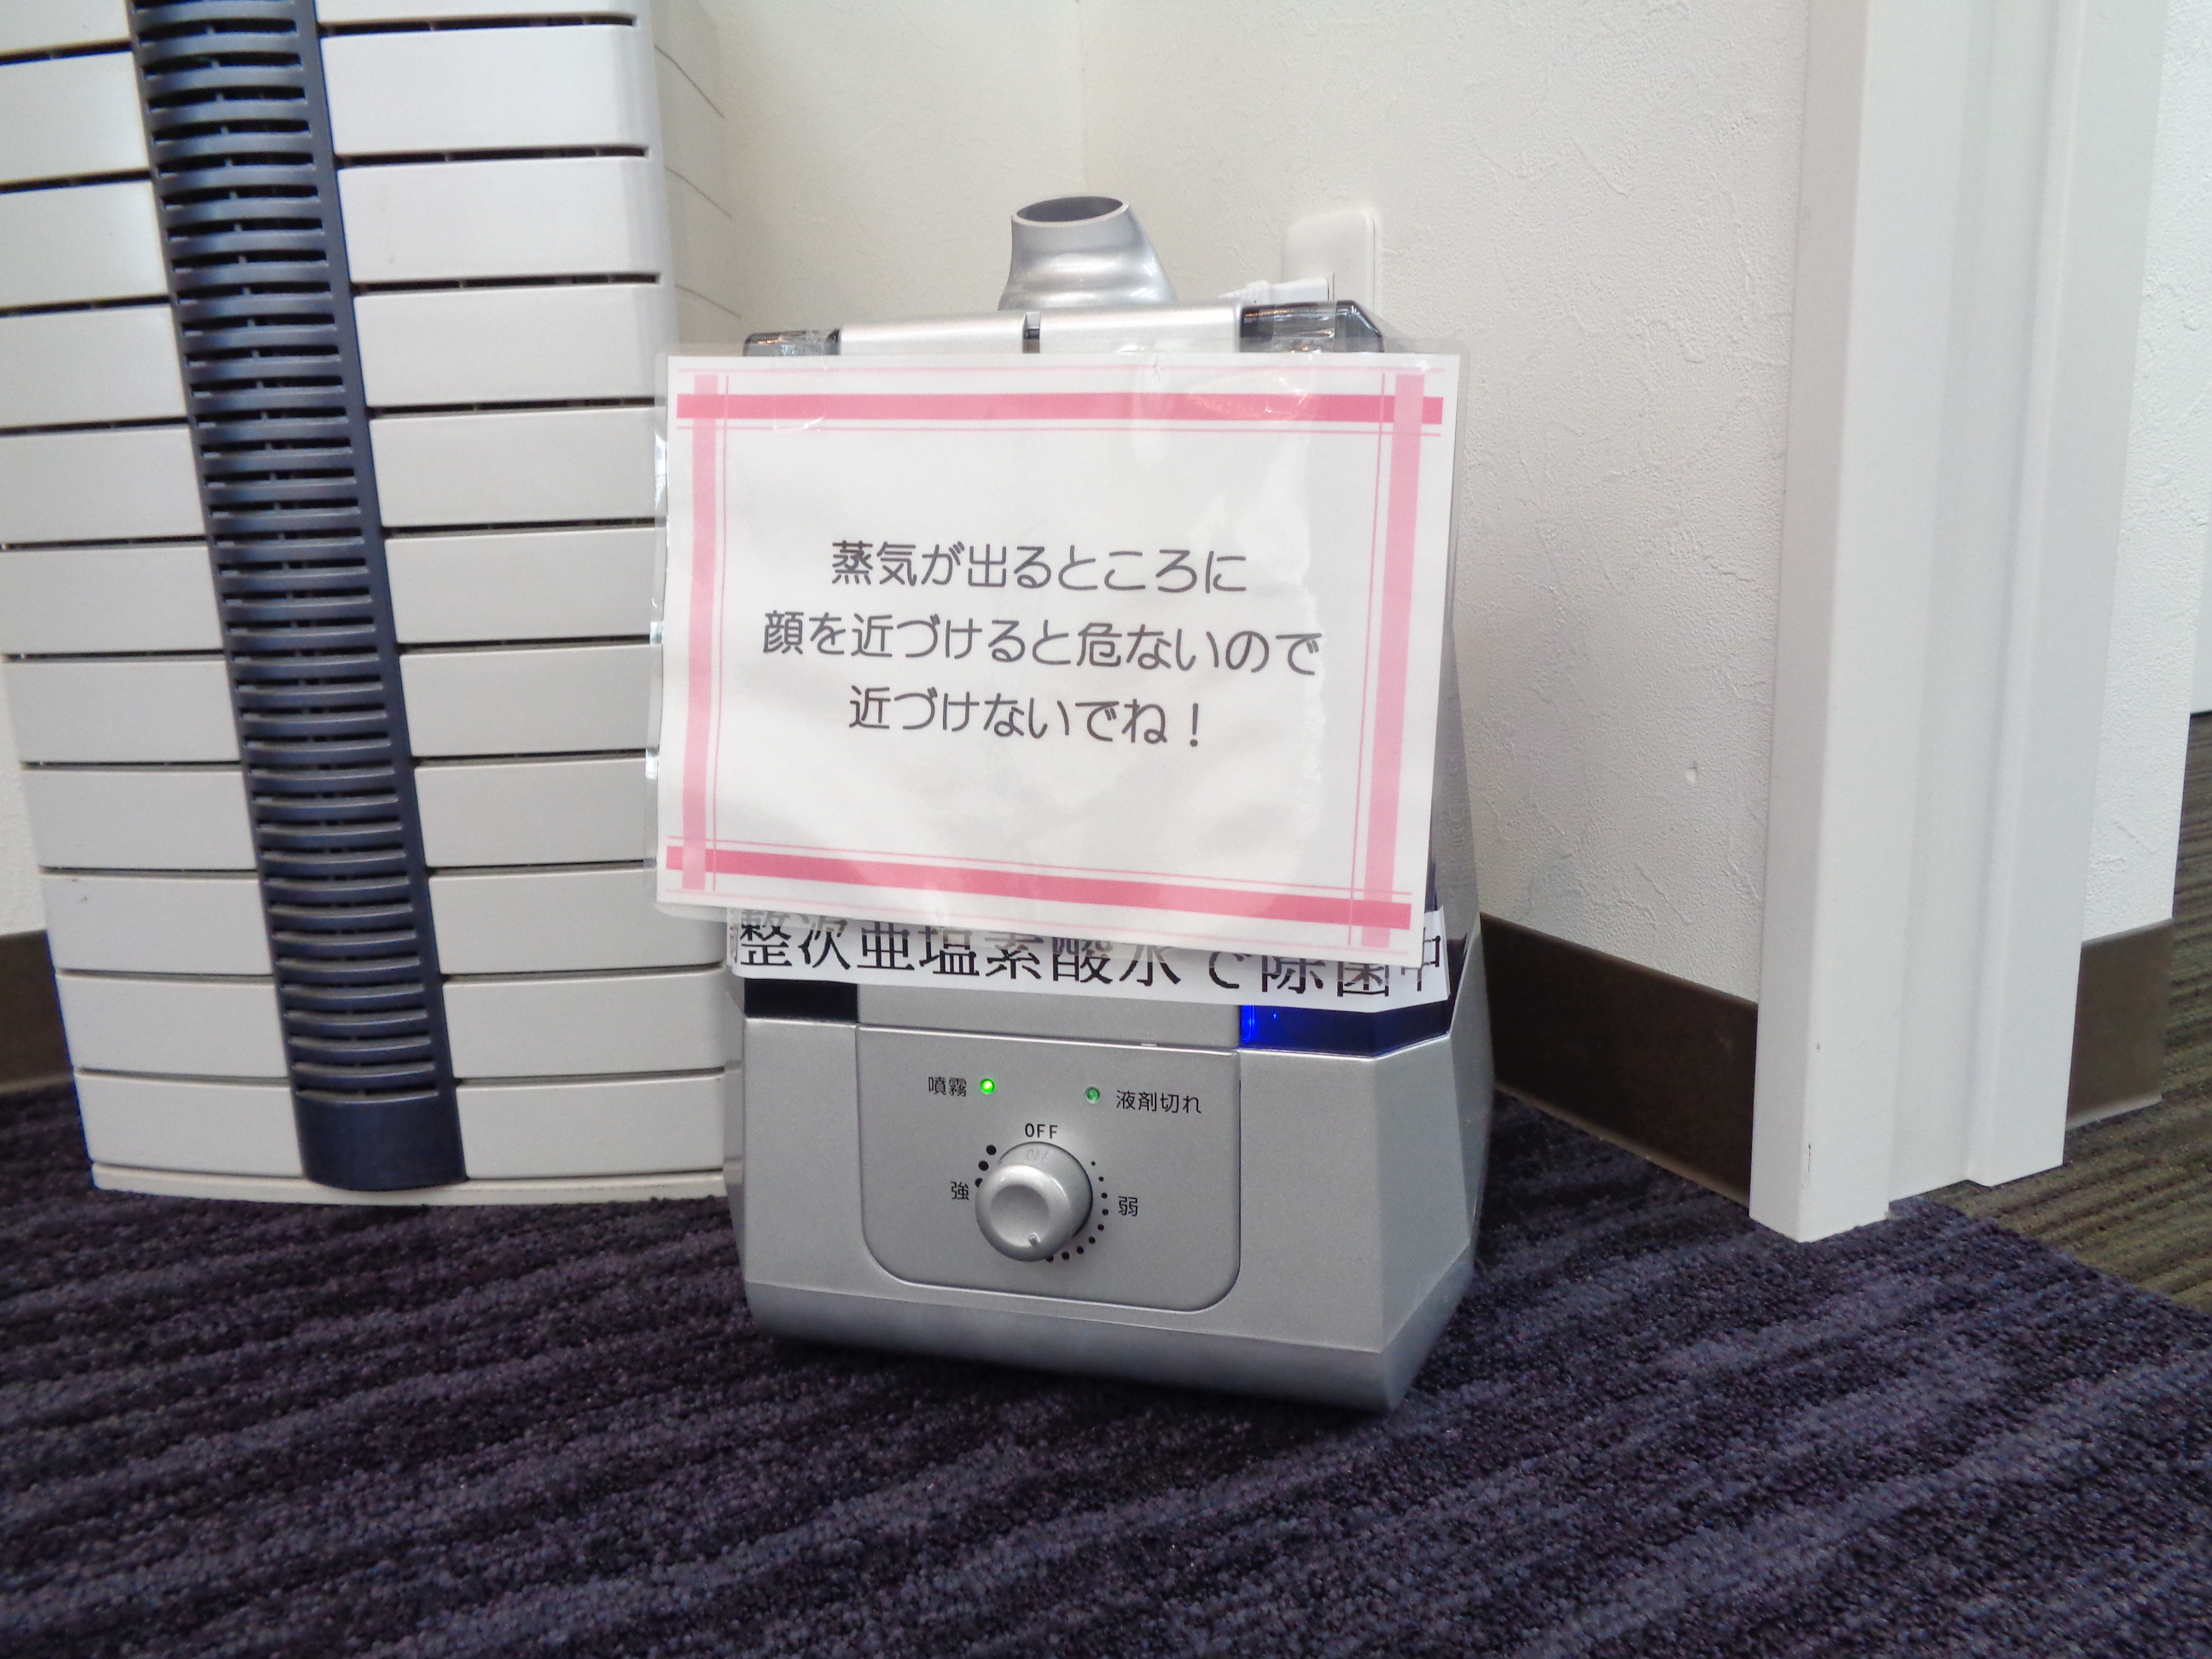 蒸気が出るところに
顔を近づけると危ないので
近づけないでね！
整次亜塩素酸水で除菌中
噴霧
液剤切れ
OFF
強
弱